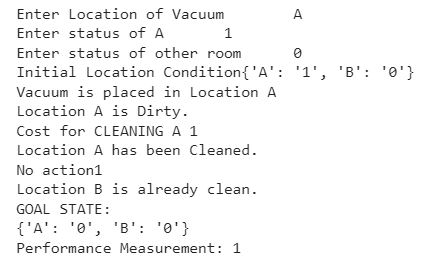 Enter Location of Vacuum          A
Enter status of A        1
Enter status of other room        0
Initial Location Condition{'A': '1', 'B': '0'}
Vacuum is placed in Location A
Location A is Dirty.
Cost for CLEANING A 1
Location A has been Cleaned.
No action1
Location B is already clean.
GOAL STATE:
{'A': '0', 'B': '0'}
Performance Measurement: 1